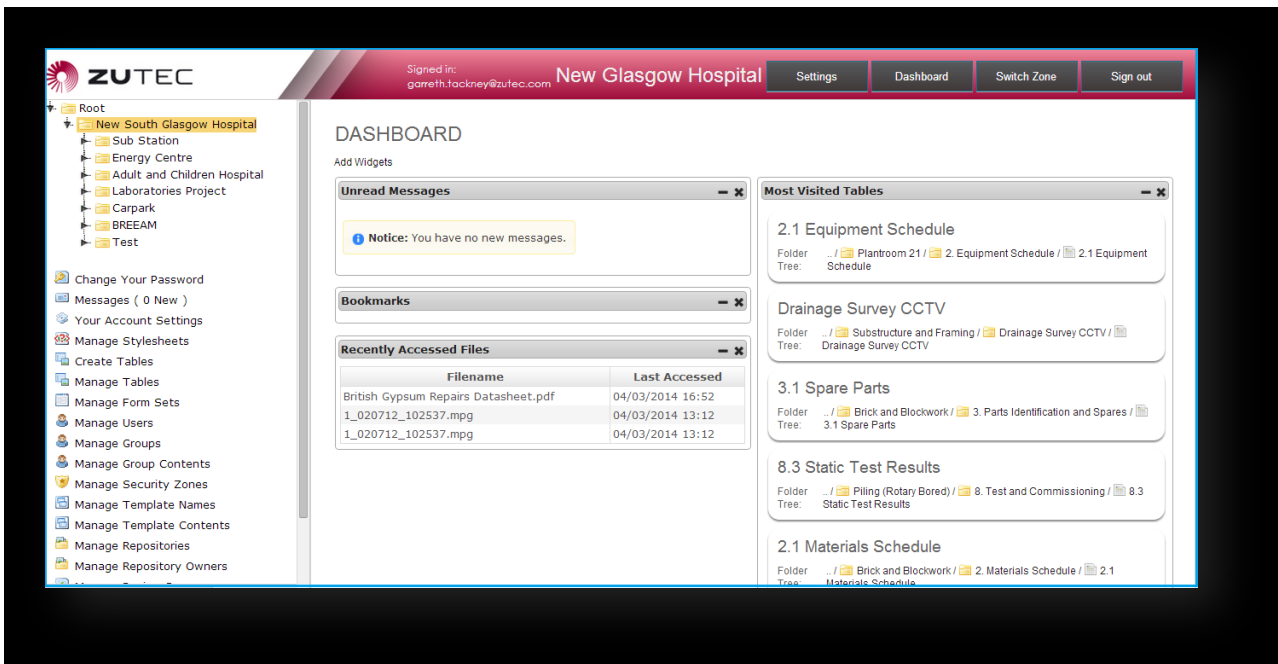 ZUTEC
Signed in:
garreth.tackney@zutec.com
New Glasgow Hospital
Settings
Dashboard
Switch Zone
Sign out
Root
New South Glasgow Hospital
Sub Station
Energy Centre
Adult and Children Hospital
Laboratories Project
Carpark
BREEAM
Test
Change Your Password
Messages ( 0 New )
Your Account Settings
Manage Stylesheets
Create Tables
Manage Tables
Manage Form Sets
Manage Users
Manage Groups
Manage Group Contents
Manage Security Zones
Manage Template Names
Manage Template Contents
Manage Repositories
Manage Repository Owners
DASHBOARD
Add Widgets
Unread Messages
Notice: You have no new messages.
Bookmarks
Recently Accessed Files
Filename Last Accessed
British Gypsum Repairs Datasheet.pdf 04/03/2014 16:52
1_020712_102537.mpg 04/03/2014 13:12
1_020712_102537.mpg 04/03/2014 13:12
Most Visited Tables
2.1 Equipment Schedule
Folder ../ Plantroom 21 / 2. Equipment Schedule / 2.1 Equipment
Tree: Schedule
Drainage Survey CCTV
Folder ../ Substructure and Framing / Drainage Survey CCTV /
Tree: Drainage Survey CCTV
3.1 Spare Parts
Folder ../ Brick and Blockwork / 3. Parts Identification and Spares /
Tree: 3.1 Spare Parts
8.3 Static Test Results
Folder ../ Piling (Rotary Bored) / 8. Test and Commissioning / 8.3
Tree: Static Test Results
2.1 Materials Schedule
Folder ../ Brick and Blockwork / 2. Materials Schedule / 2.1
Tree: Materials Schedule